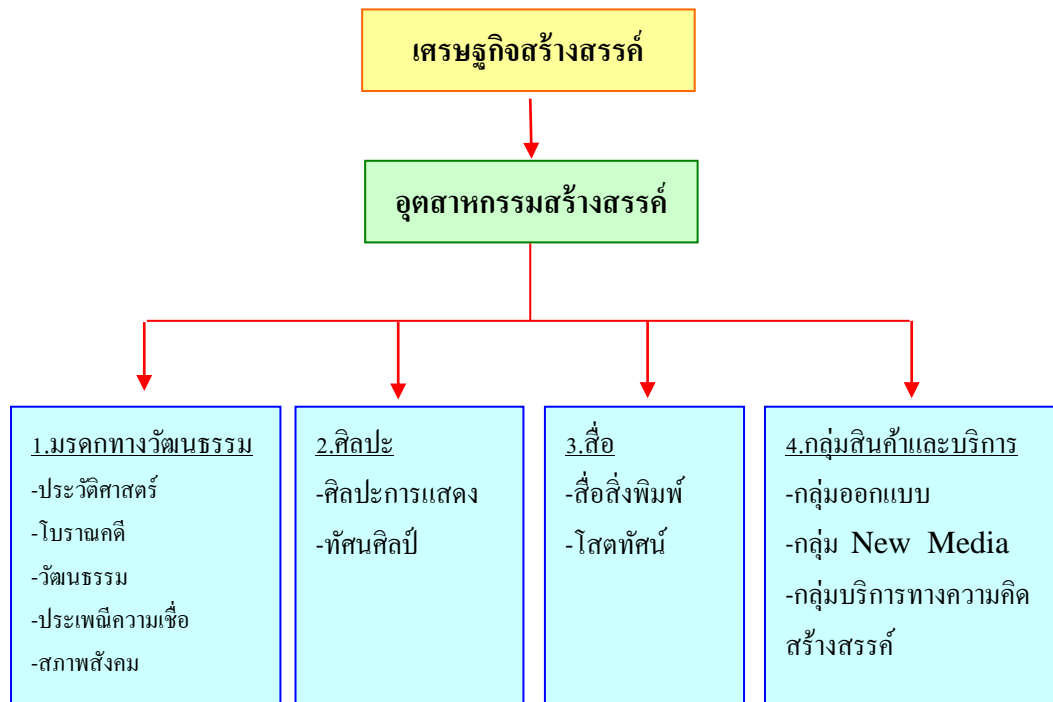 เศรษฐกิจสร้างสรรค์
อุตสาหกรรมสร้างสรรค์
1.มรดกทางวัฒนธรรม
-ประวัติศาสตร์
-โบราณคดี
-วัฒนธรรม
-ประเพณีความเชื่อ
-สภาพสังคม
2.ศิลปะ
-ศิลปะการแสดง
-ทัศนศิลป์
3.สื่อ
-สื่อสิ่งพิมพ์
-โสตทัศน์
4.กลุ่มสินค้าและบริการ
-กลุ่มออกแบบ
-กลุ่ม New Media
-กลุ่มบริการทางความคิด
สร้างสรรค์